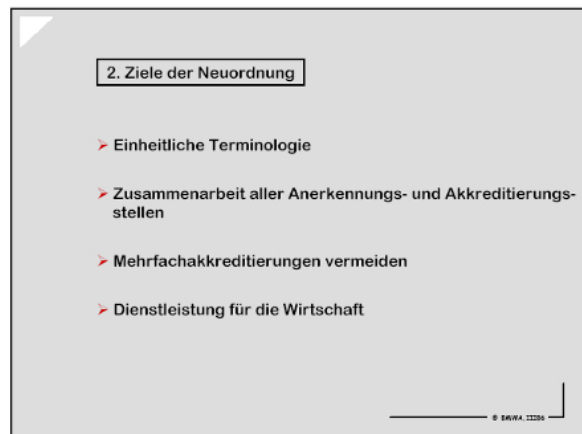 2. Ziele der Neuordnung
➢ Einheitliche Terminologie
➢ Zusammenarbeit aller Anerkennungs- und Akkreditierungs-
stellen
➢ Mehrfachakkreditierungen vermeiden
➢ Dienstleistung für die Wirtschaft
©